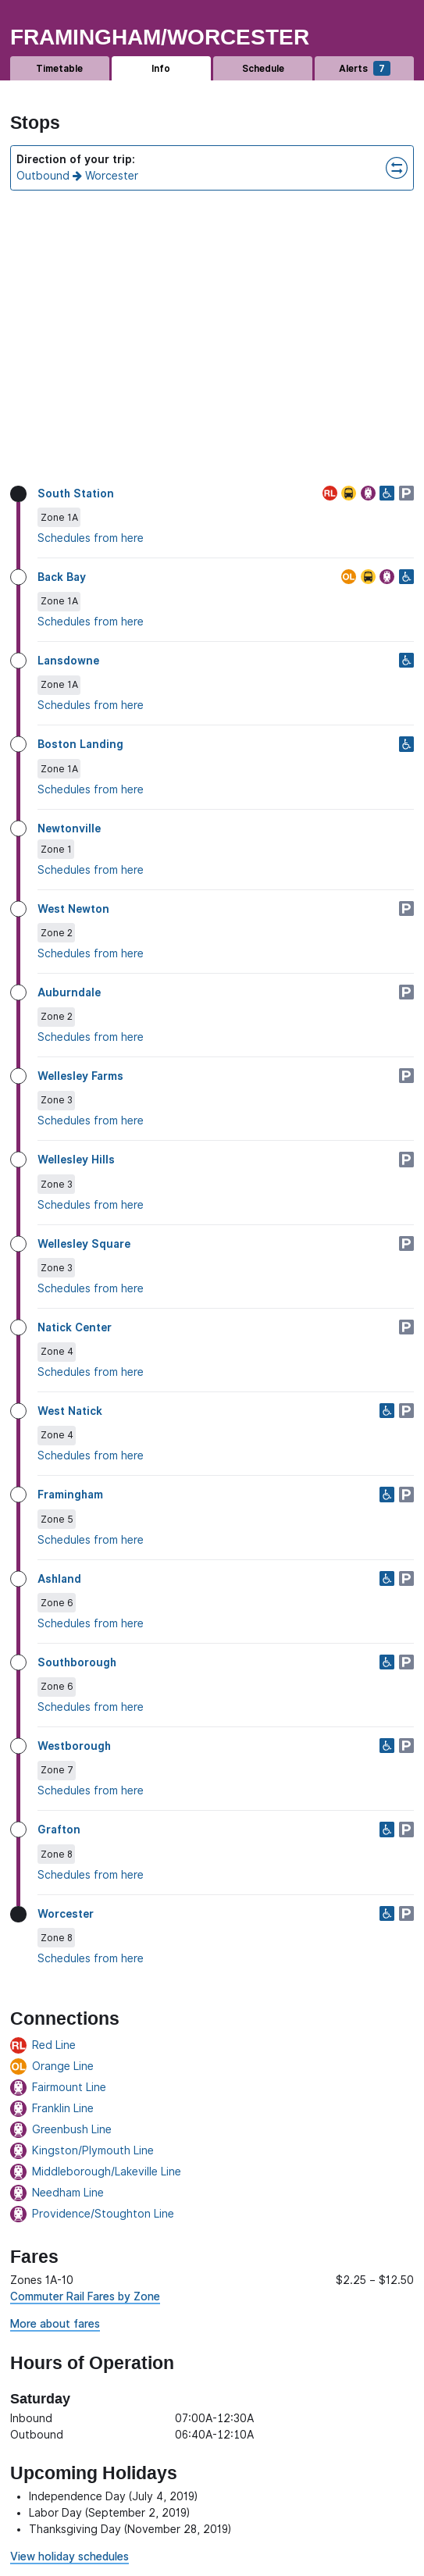 FRAMINGHAM/WORCESTER
Timetable Info Schedule Alerts 7
Stops
Direction of your trip:
Outbound → Worcester
South Station RL P
Zone 1A
Schedules from here
Back Bay OL
Zone 1A
Schedules from here
Lansdowne
Zone 1A
Schedules from here
Boston Landing
Zone 1A
Schedules from here
Newtonville
Zone 1
Schedules from here
West Newton P
Zone 2
Schedules from here
Auburndale P
Zone 2
Schedules from here
Wellesley Farms P
Zone 3
Schedules from here
Wellesley Hills P
Zone 3
Schedules from here
Wellesley Square P
Zone 3
Schedules from here
Natick Center P
Zone 4
Schedules from here
West Natick P
Zone 4
Schedules from here
Framingham P
Zone 5
Schedules from here
Ashland P
Zone 6
Schedules from here
Southborough P
Zone 6
Schedules from here
Westborough P
Zone 7
Schedules from here
Grafton P
Zone 8
Schedules from here
Worcester P
Zone 8
Schedules from here
Connections
RL Red Line
OL Orange Line
Fairmount Line
Franklin Line
Greenbush Line
Kingston/Plymouth Line
Middleborough/Lakeville Line
Needham Line
Providence/Stoughton Line
Fares
Zones 1A-10 $2.25 – $12.50
Commuter Rail Fares by Zone
More about fares
Hours of Operation
Saturday
Inbound 07:00A-12:30A
Outbound 06:40A-12:10A
Upcoming Holidays
• Independence Day (July 4, 2019)
• Labor Day (September 2, 2019)
• Thanksgiving Day (November 28, 2019)
View holiday schedules